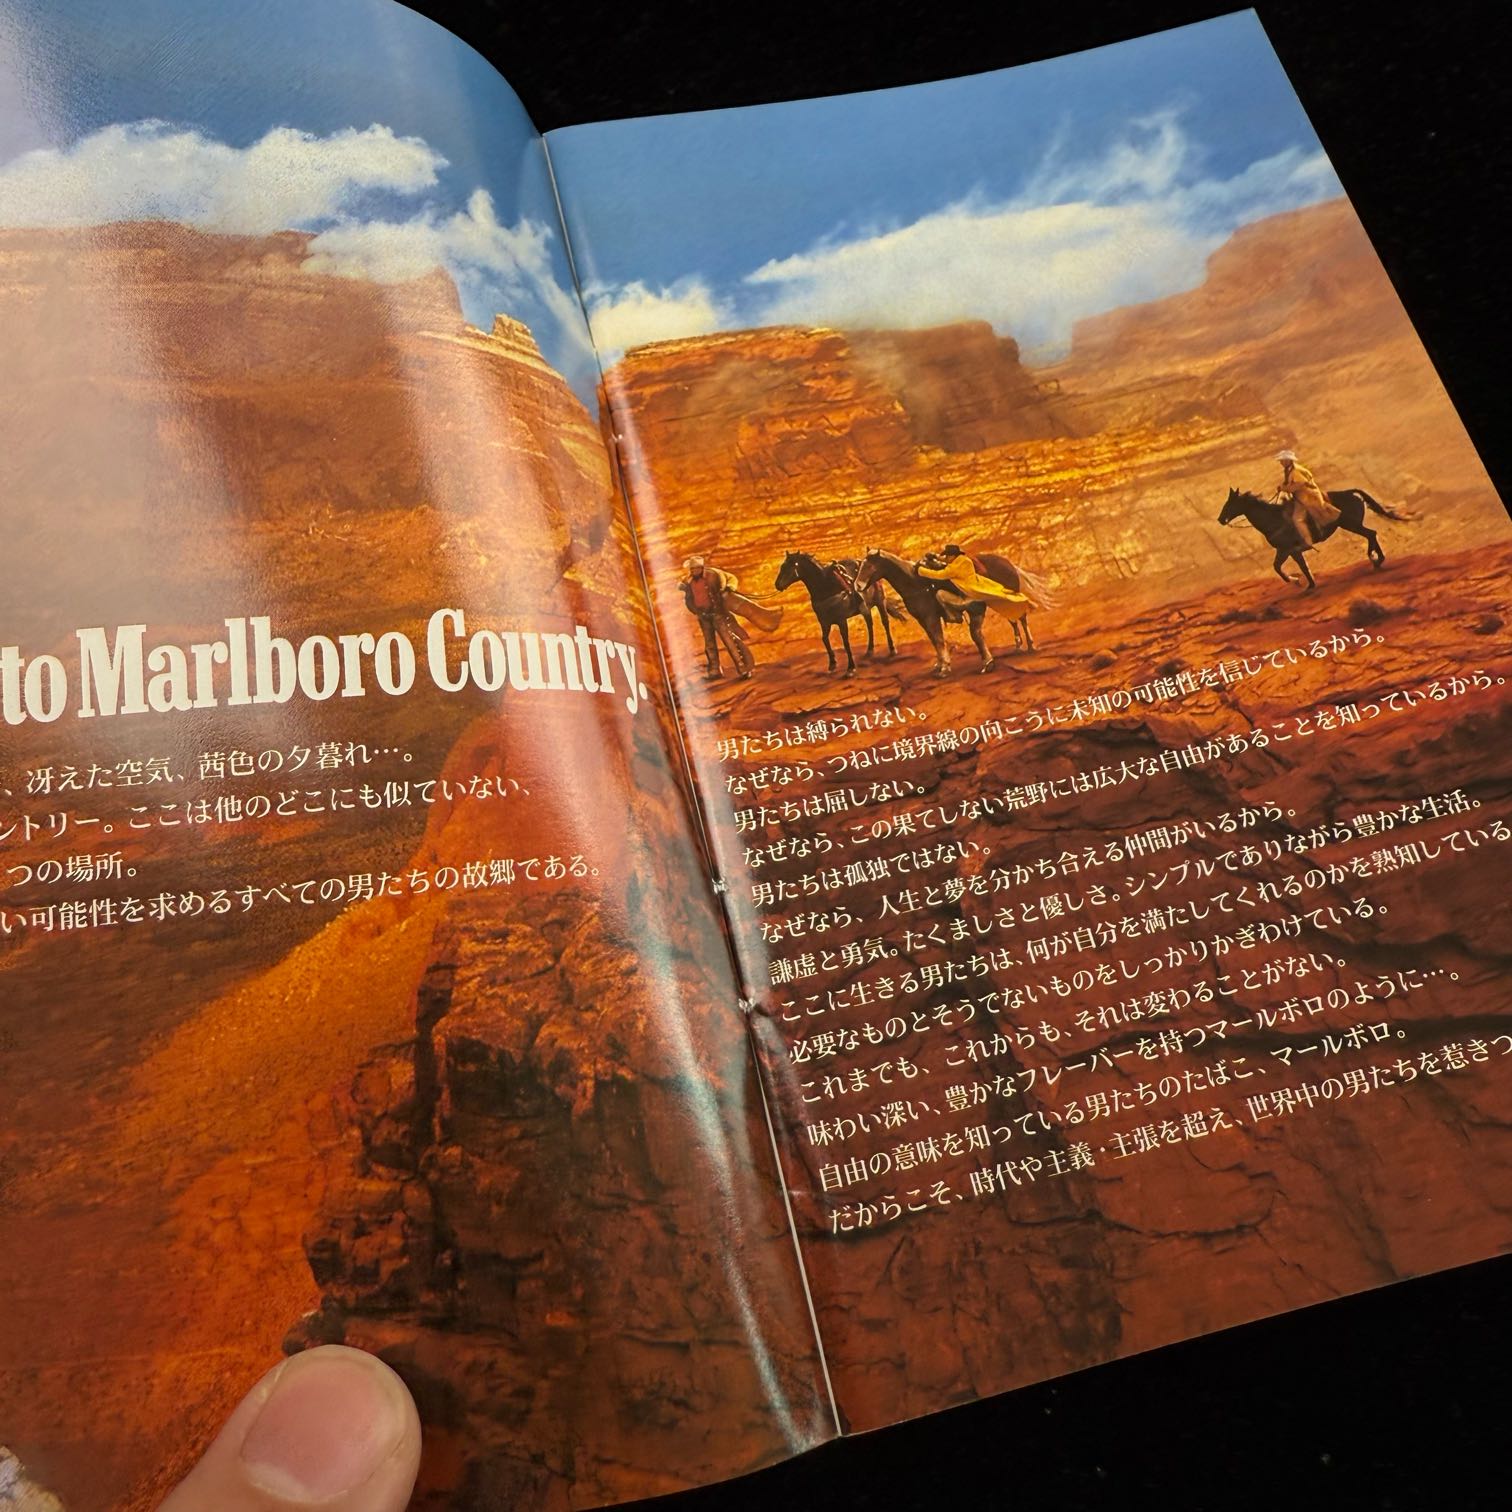 to Marlboro Country.
、冴えた空気、茜色の夕暮れ…。
ントリー。ここは他のどこにも似ていない、
つの場所。
い可能性を求めるすべての男たちの故郷である。
男たちは縛られない。
なぜなら、つねに境界線の向こうに未知の可能性を信じているから。
男たちは屈しない。
なぜなら、この果てしない荒野には広大な自由があることを知っているから。
男たちは孤独ではない。
なぜなら、人生と夢を分かち合える仲間がいるから。
謙虚と勇気。たくましさと優しさ。シンプルでありながら豊かな生活。
ここに生きる男たちは、何が自分を満たしてくれるのかを熟知している
必要なものとそうでないものをしっかりかぎわけている。
これまでも、これからも、それは変わることがない。
味わい深い、豊かなフレーバーを持つマールボロのように…。
自由の意味を知っている男たちのたばこ、マールボロ。
だからこそ、時代や主義・主張を超え、世界中の男たちを惹きつ